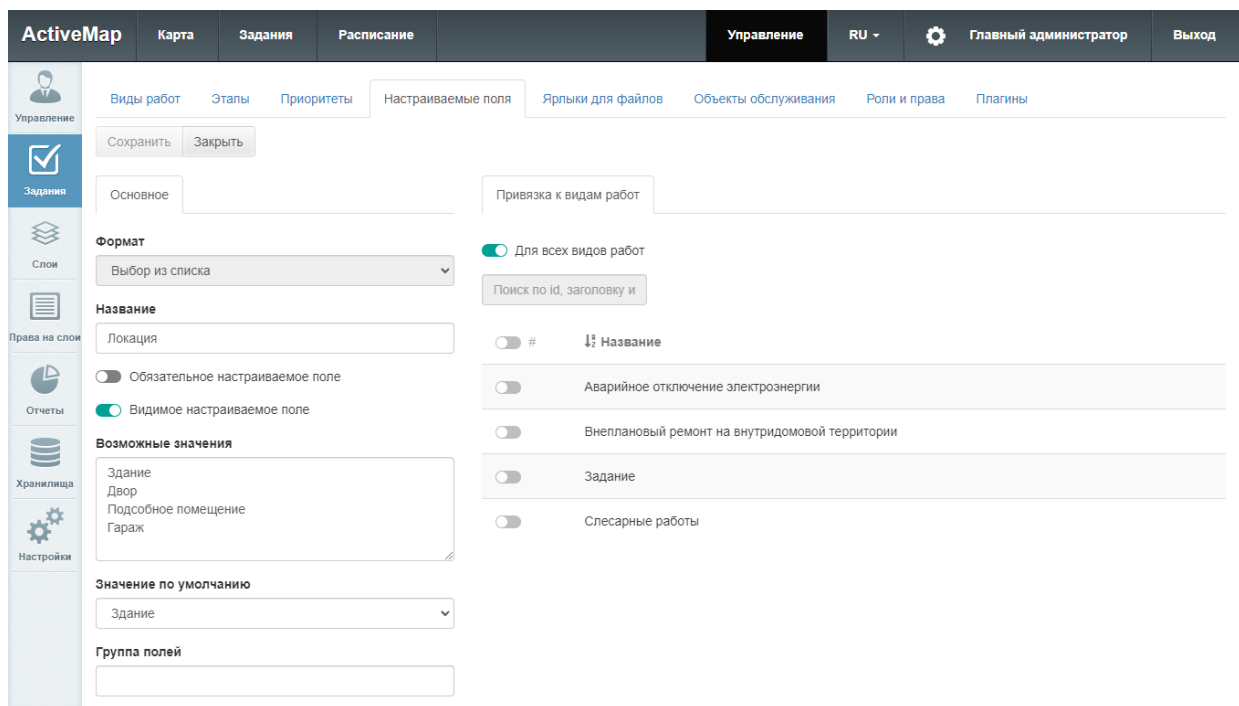 ActiveMap Карта Задания Расписание Управление RU Главный администратор Выход
Управление
Задания
Слои
Права на слои
Отчеты
Хранилища
Настройки
Виды работ Этапы Приоритеты Настраиваемые поля Ярлыки для файлов Объекты обслуживания Роли и права Плагины
Сохранить Закрыть
Основное
Формат
Выбор из списка
Название
Локация
Обязательное настраиваемое поле
Видимое настраиваемое поле
Возможные значения
Здание
Двор
Подсобное помещение
Гараж
Значение по умолчанию
Здание
Группа полей
Привязка к видам работ
Для всех видов работ
Поиск по id, заголовку и
# Название
Аварийное отключение электроэнергии
Внеплановый ремонт на внутридомовой территории
Задание
Слесарные работы